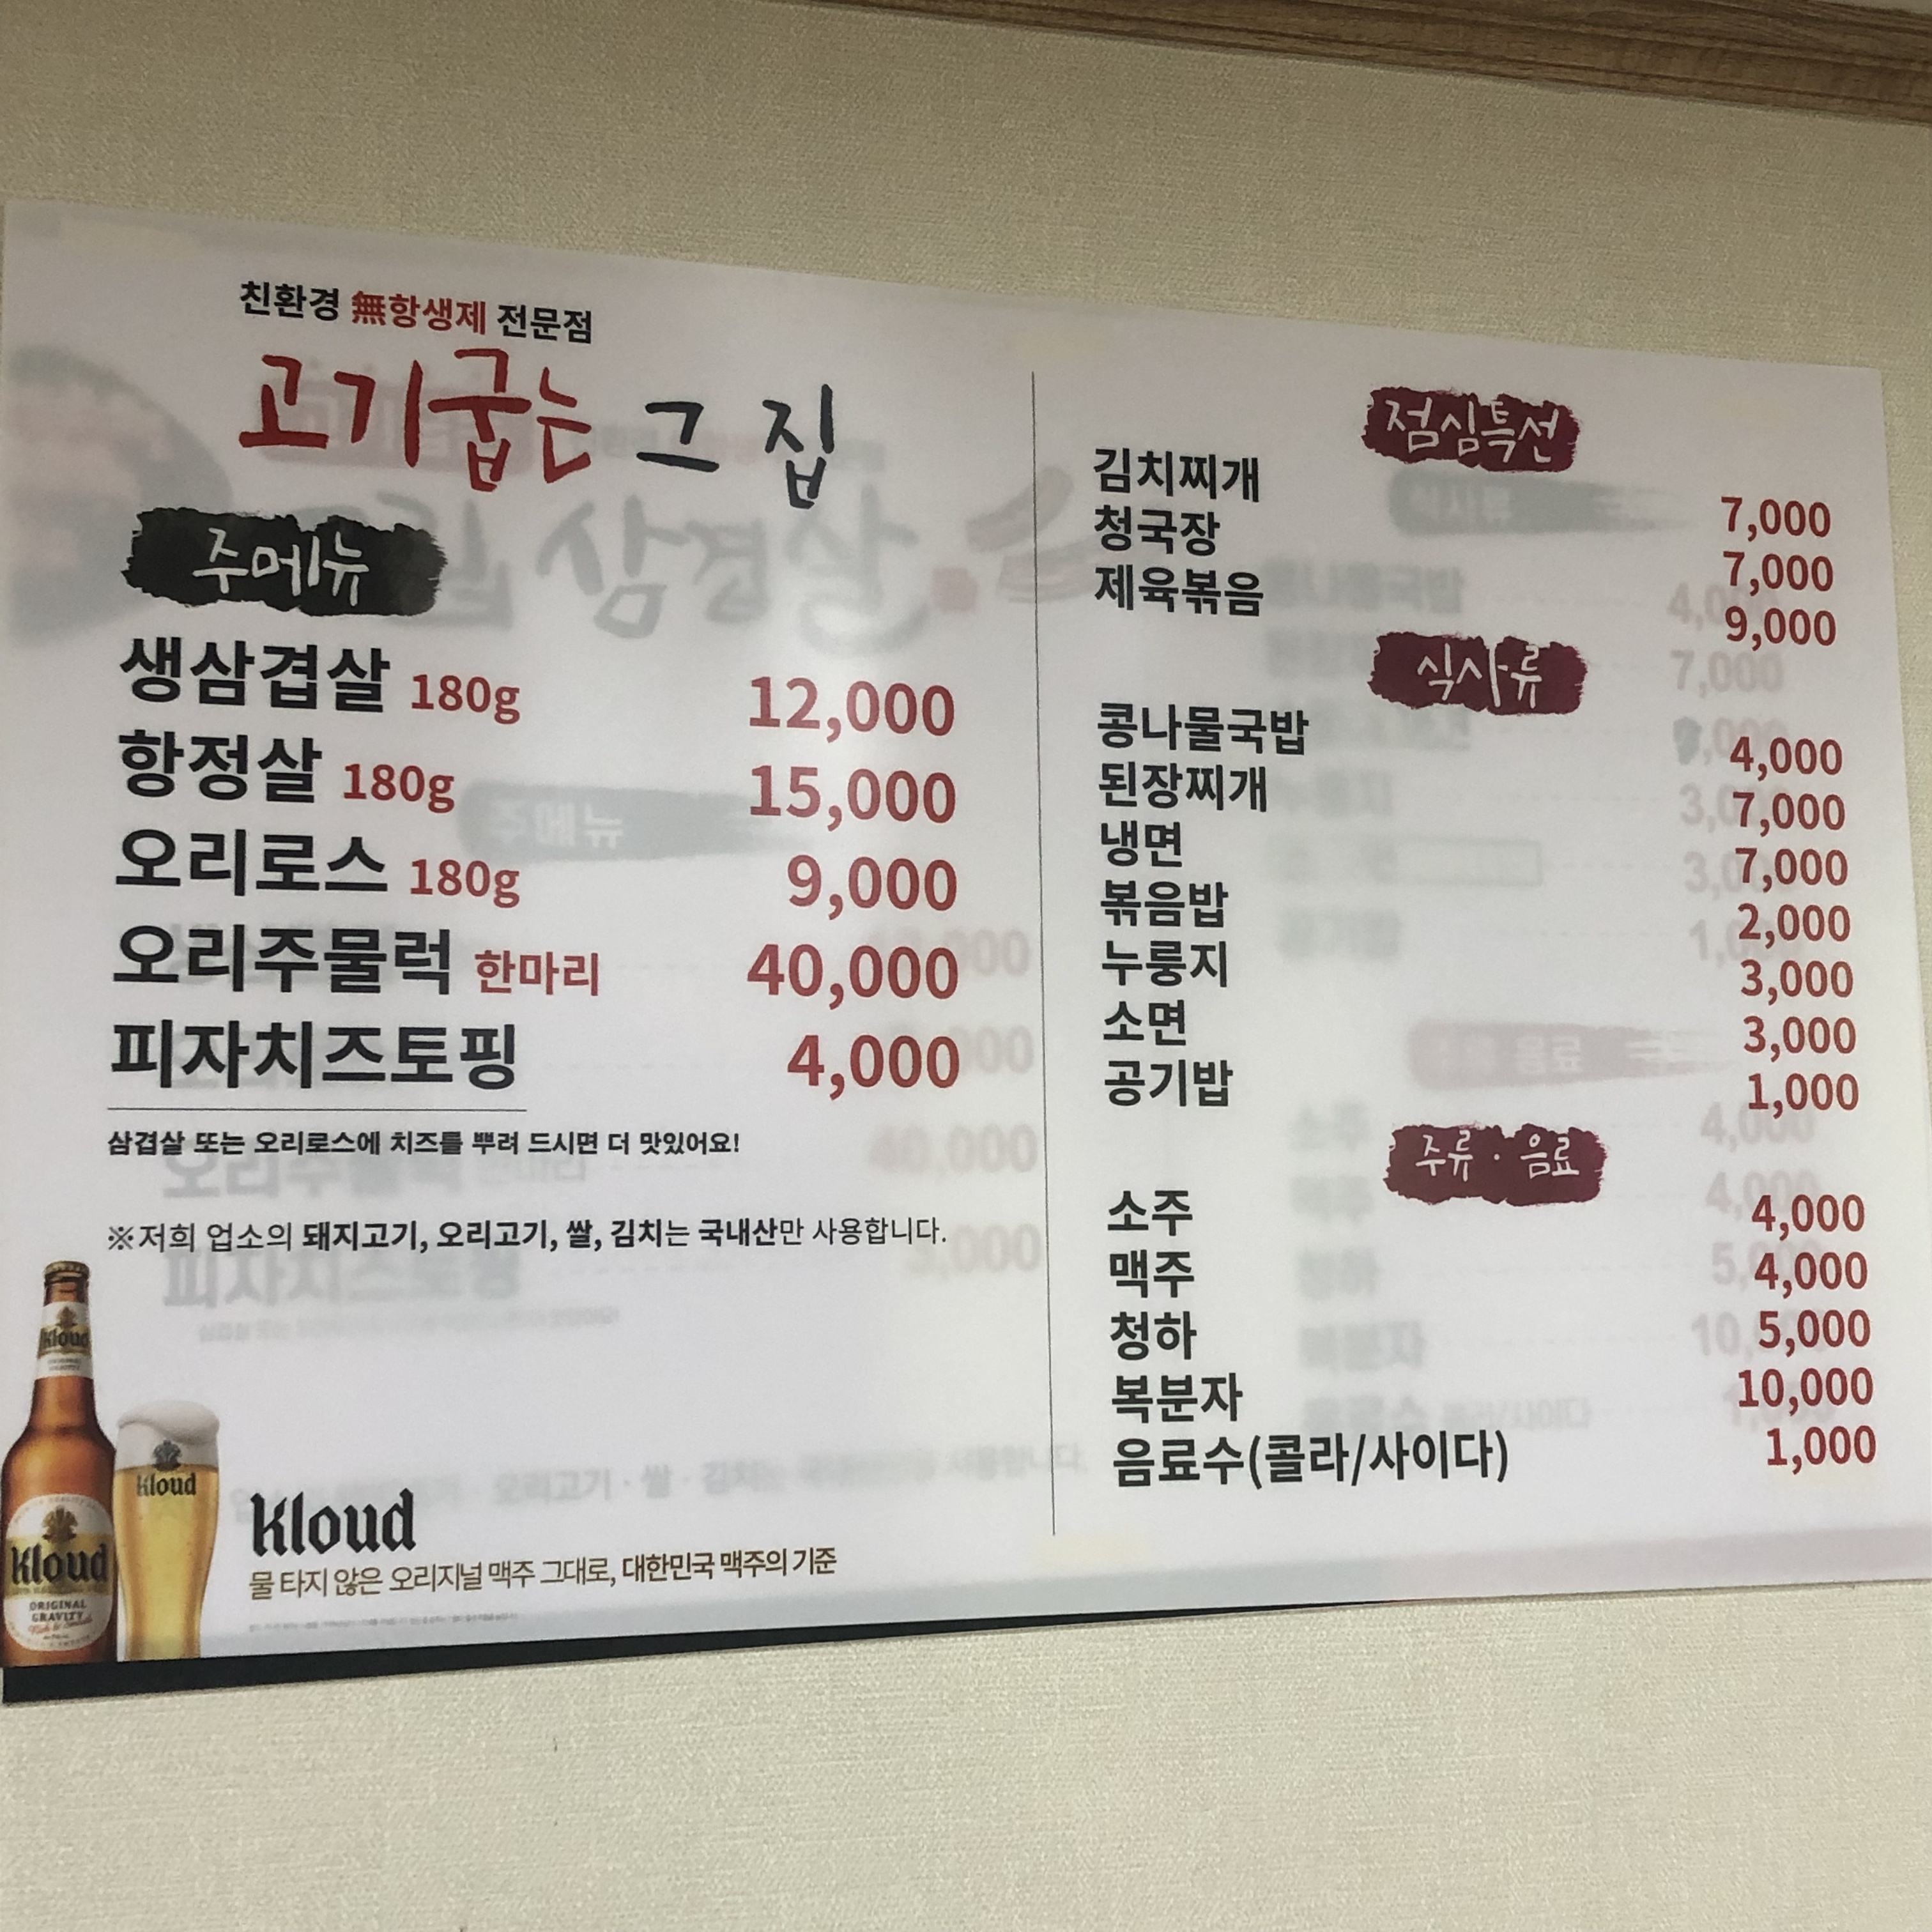 친환경 無항생제 전문점
고기굽는 그 집
주메뉴
생삼겹살 180g 12,000
항정살 180g 15,000
오리로스 180g 9,000
오리주물럭 한마리 40,000
피자치즈토핑 4,000
삼겹살 또는 오리로스에 치즈를 뿌려 드시면 더 맛있어요!
※저희 업소의 돼지고기, 오리고기, 쌀, 김치는 국내산만 사용합니다.
Kloud
Kloud
Kloud
ORIGINAL
GRAVITY
Kloud
물 타지 않은 오리지널 맥주 그대로, 대한민국 맥주의 기준
점심특선
김치찌개 7,000
청국장 7,000
제육볶음 9,000
식사류
콩나물국밥 4,000
된장찌개 7,000
냉면 7,000
볶음밥 2,000
누룽지 3,000
소면 3,000
공기밥 1,000
주류 · 음료
소주 4,000
맥주 4,000
청하 5,000
복분자 10,000
음료수(콜라/사이다) 1,000